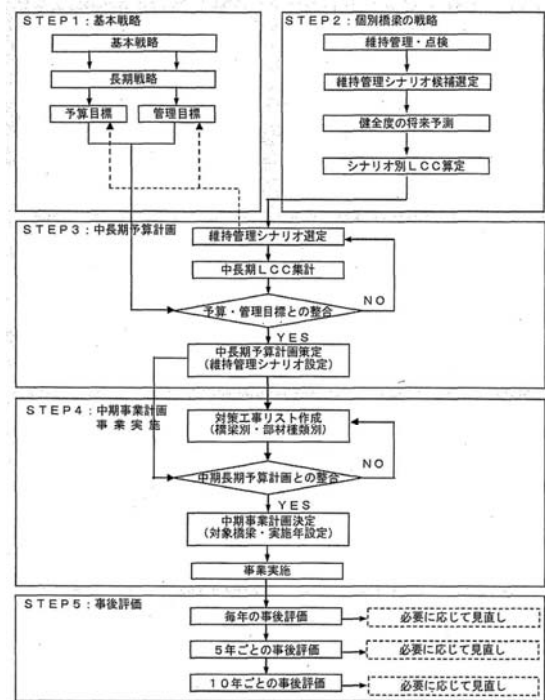 STEP1:基本戦略
基本戦略
長期戦略
予算目標
管理目標
STEP2:個別橋梁の戦略
維持管理・点検
維持管理シナリオ候補選定
健全度の将来予測
シナリオ別LCC算定
STEP3:中長期予算計画
維持管理シナリオ選定
中長期LCC集計
予算・管理目標との整合
NO
YES
中長期予算計画策定
(維持管理シナリオ設定)
STEP4:中期事業計画
事業実施
対策工事リスト作成
(橋梁別・部材種類別)
中期長期予算計画との整合
NO
YES
中期事業計画決定
(対象橋梁・実施年設定)
事業実施
STEP5:事後評価
毎年の事後評価
必要に応じて見直し
5年ごとの事後評価
必要に応じて見直し
10年ごとの事後評価
必要に応じて見直し